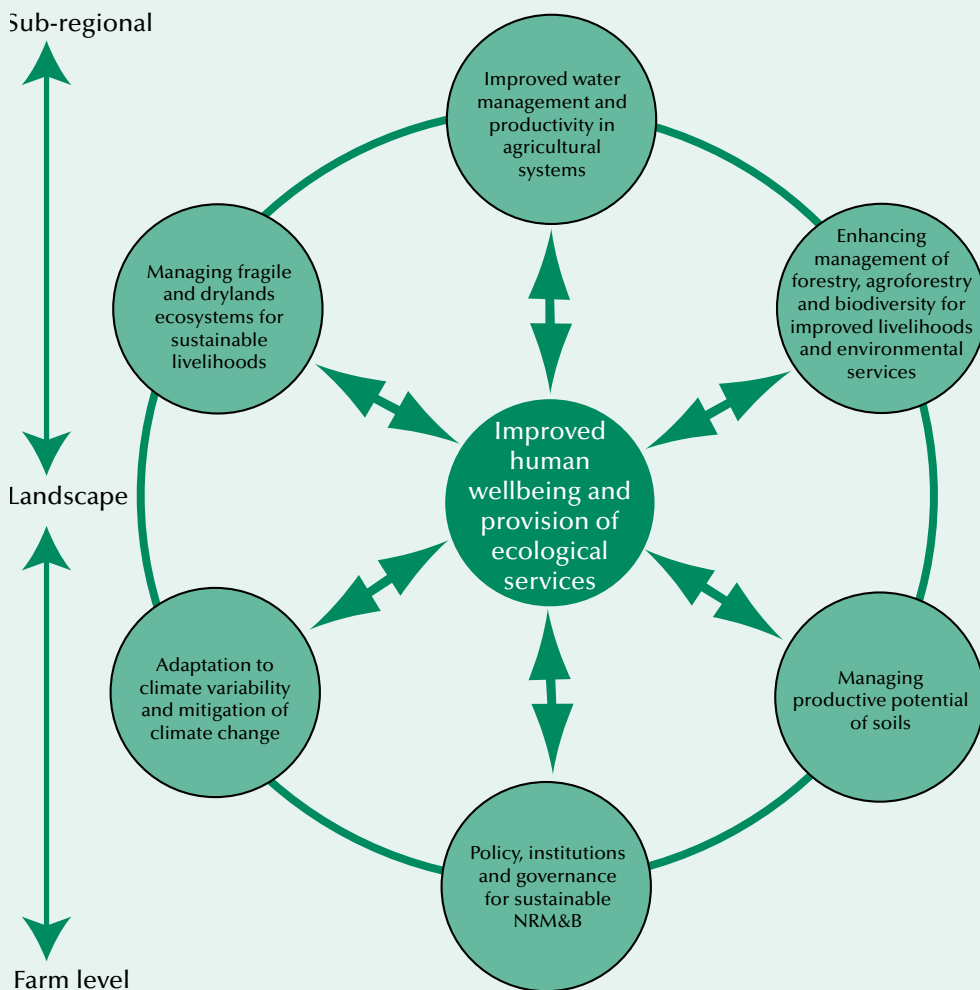 Sub-regional
Improved water
management and
productivity in
agricultural
systems
Managing fragile
and drylands
ecosystems for
sustainable
livelihoods
Enhancing
management of
forestry, agroforestry
and biodiversity for
improved livelihoods
and environmental
services
Landscape
Improved
human
wellbeing and
provision of
ecological
services
Adaptation to
climate variability
and mitigation of
climate change
Managing
productive potential
of soils
Policy, institutions
and governance
for sustainable
NRM&B
Farm level